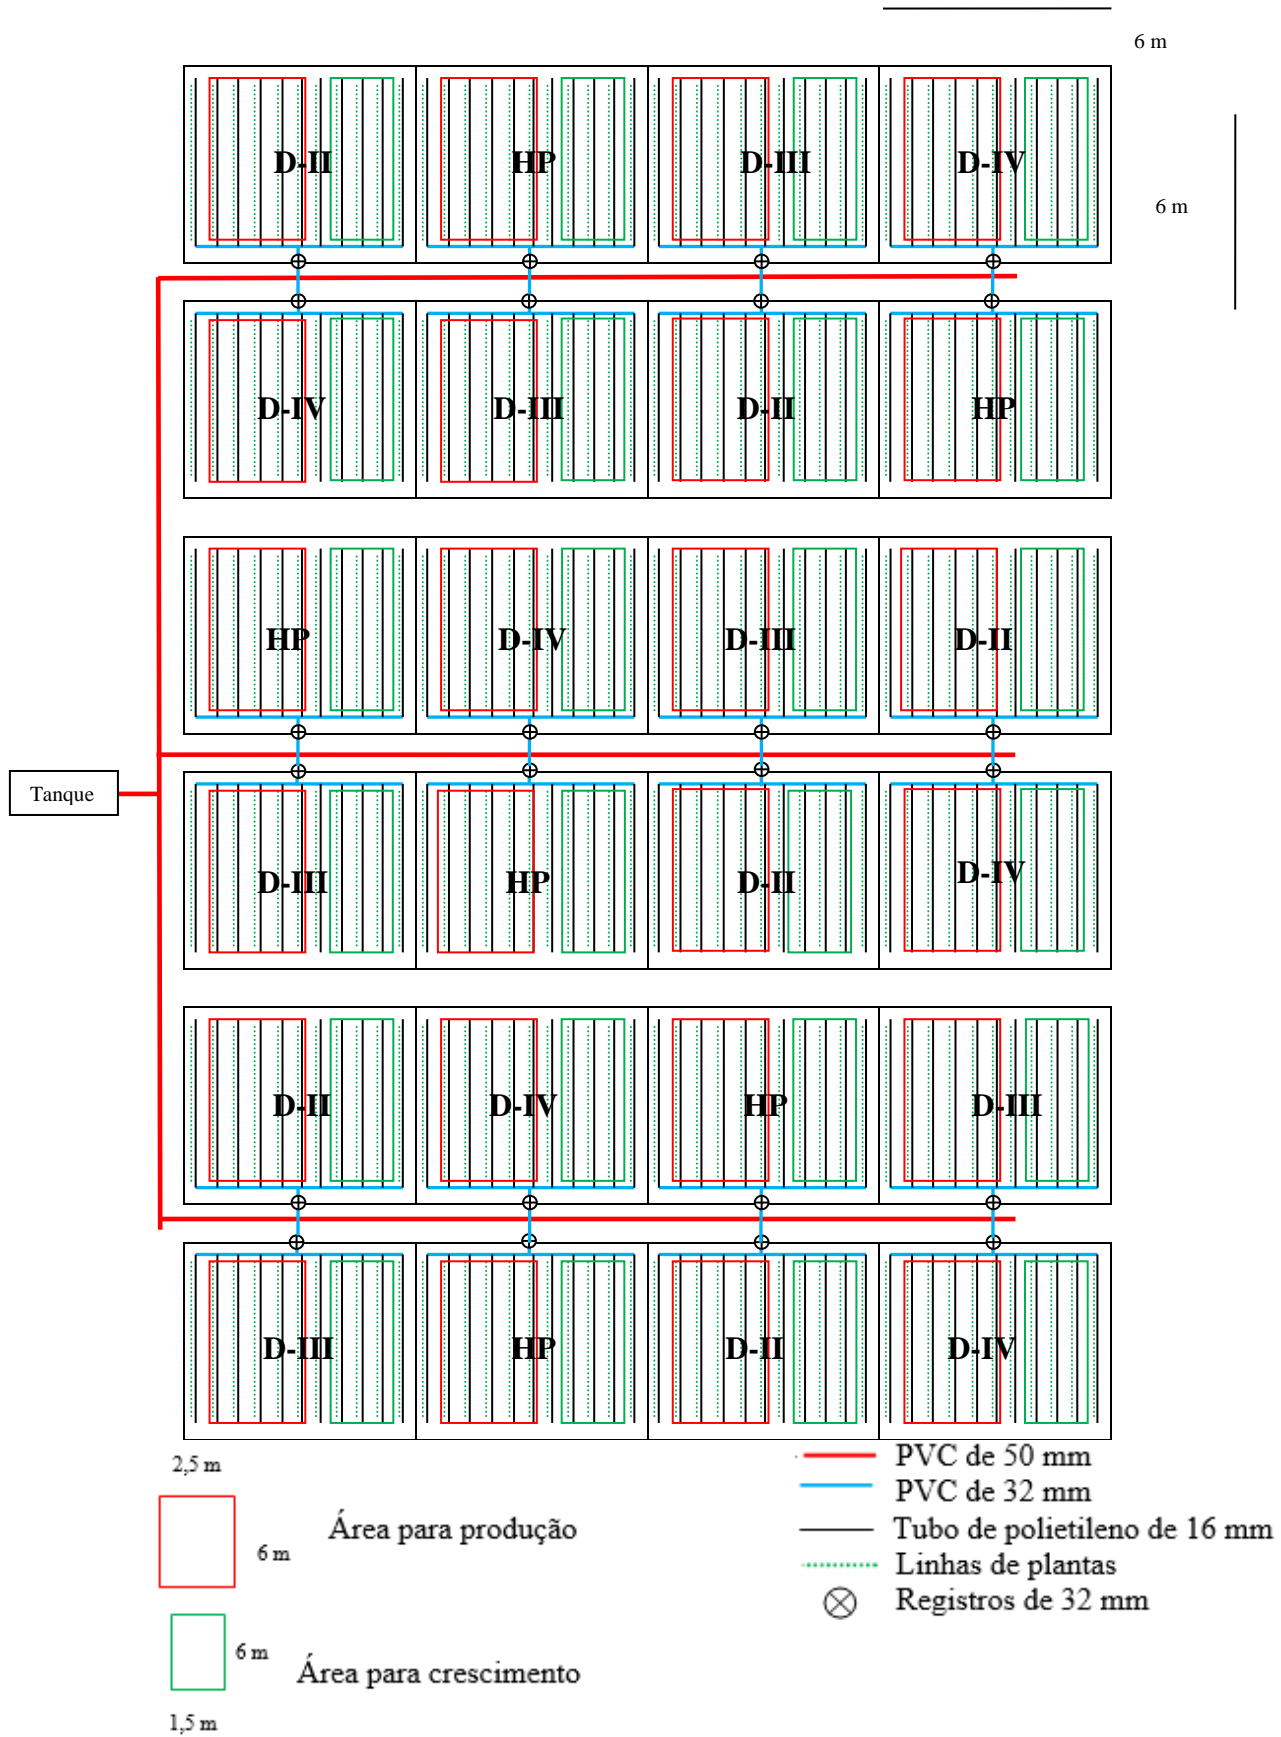 6 m
6 m
D-II HP D-III D-IV
D-IV D-III D-II HP
HP D-IV D-III D-II
Tanque
D-III HP D-II D-IV
D-II D-IV HP D-III
D-III HP D-II D-IV
2,5 m
6 m
Área para produção
6 m
Área para crescimento
1,5 m
PVC de 50 mm
PVC de 32 mm
Tubo de polietileno de 16 mm
Linhas de plantas
Registros de 32 mm